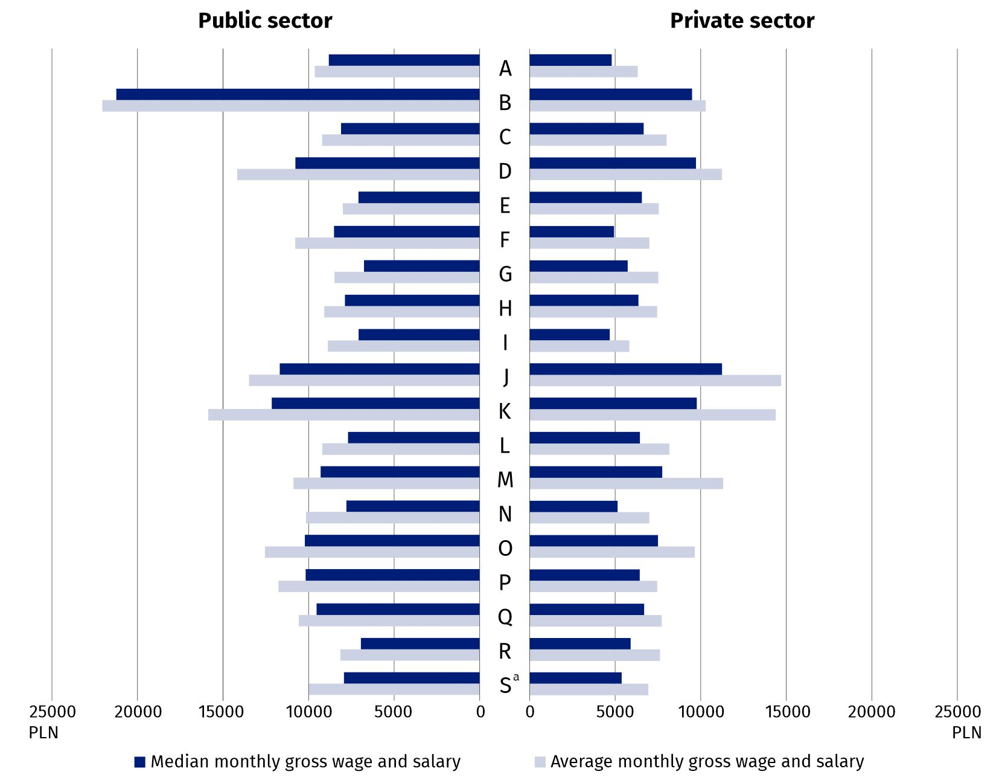 Public sector Private sector
A
B
C
D
E
F
G
H
I
J
K
L
M
N
O
P
Q
R
Sª
25000 20000 15000 10000 5000 0 0 5000 10000 15000 20000 25000
PLN PLN
Median monthly gross wage and salary Average monthly gross wage and salary